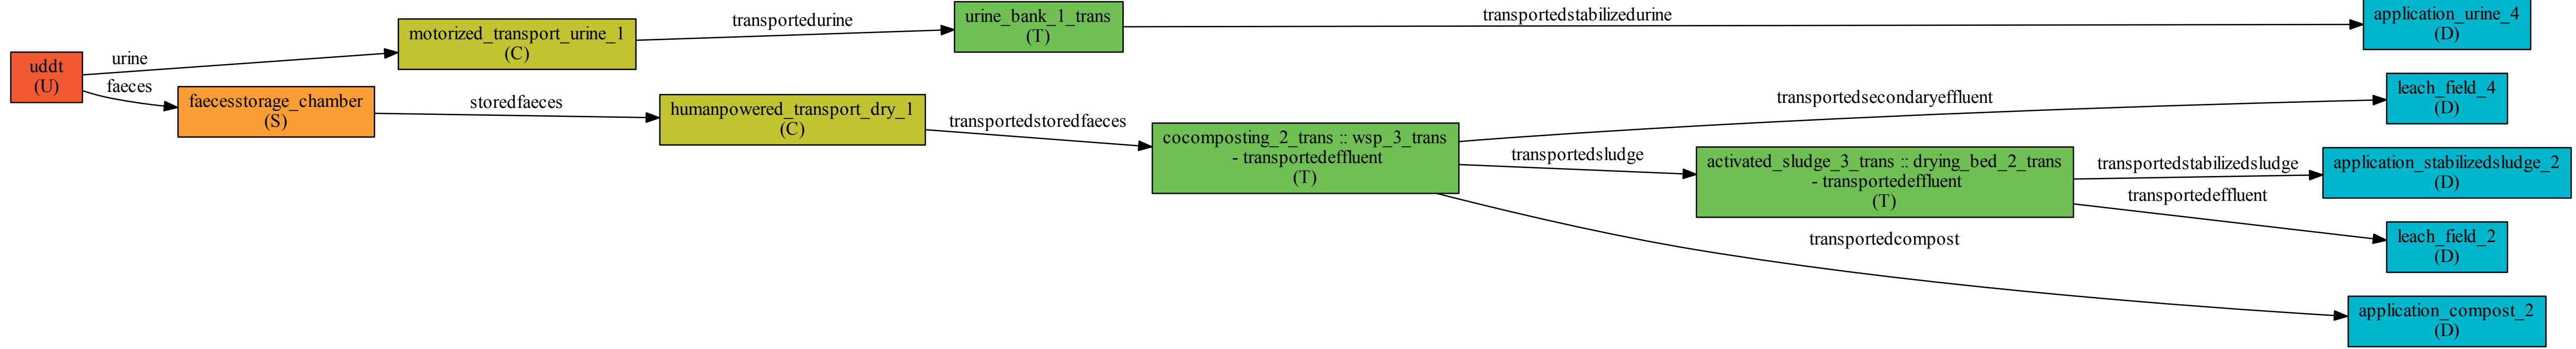 uddt
(U)
urine
faeces
motorized_transport_urine_1
(C)
faecesstorage_chamber
(S)
transportedurine
storedfaeces
humanpowered_transport_dry_1
(C)
urine_bank_1_trans
(T)
transportedstoredfaeces
cocomposting_2_trans :: wsp_3_trans
- transportedeffluent
(T)
transportedstabilizedurine
transportedsecondaryeffluent
transportedsludge
transportedcompost
activated_sludge_3_trans :: drying_bed_2_trans
- transportedeffluent
(T)
transportedstabilizedsludge
transportedeffluent
application_urine_4
(D)
leach_field_4
(D)
application_stabilizedsludge_2
(D)
leach_field_2
(D)
application_compost_2
(D)